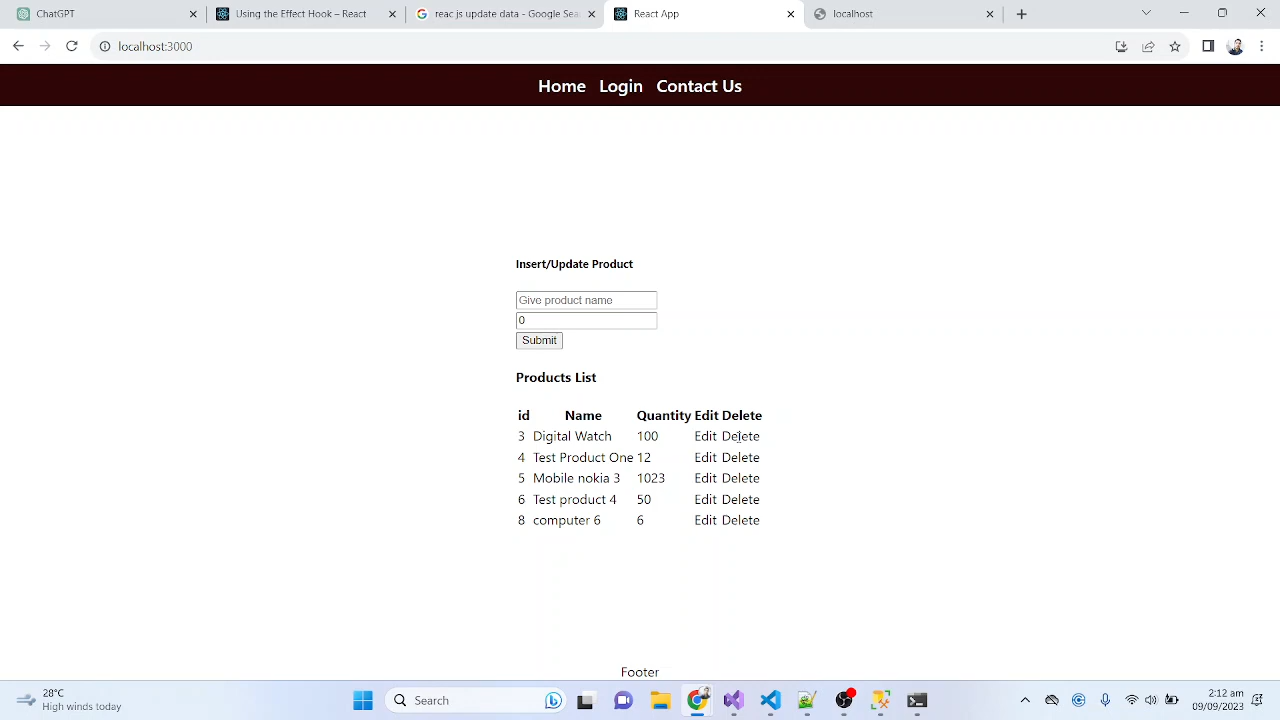 ChatGPT
Using the Effect Hook – React
reac js update data - Google Sea
React App
localhost
localhost:3000
Home Login Contact Us
Insert/Update Product
Give product name
0
Submit
Products List
id Name Quantity Edit Delete
3 Digital Watch 100 Edit Delete
4 Test Product One 12 Edit Delete
5 Mobile nokia 3 1023 Edit Delete
6 Test product 4 50 Edit Delete
8 computer 6 6 Edit Delete
Footer
28°C
High winds today
Search
2:12 am
09/09/2023